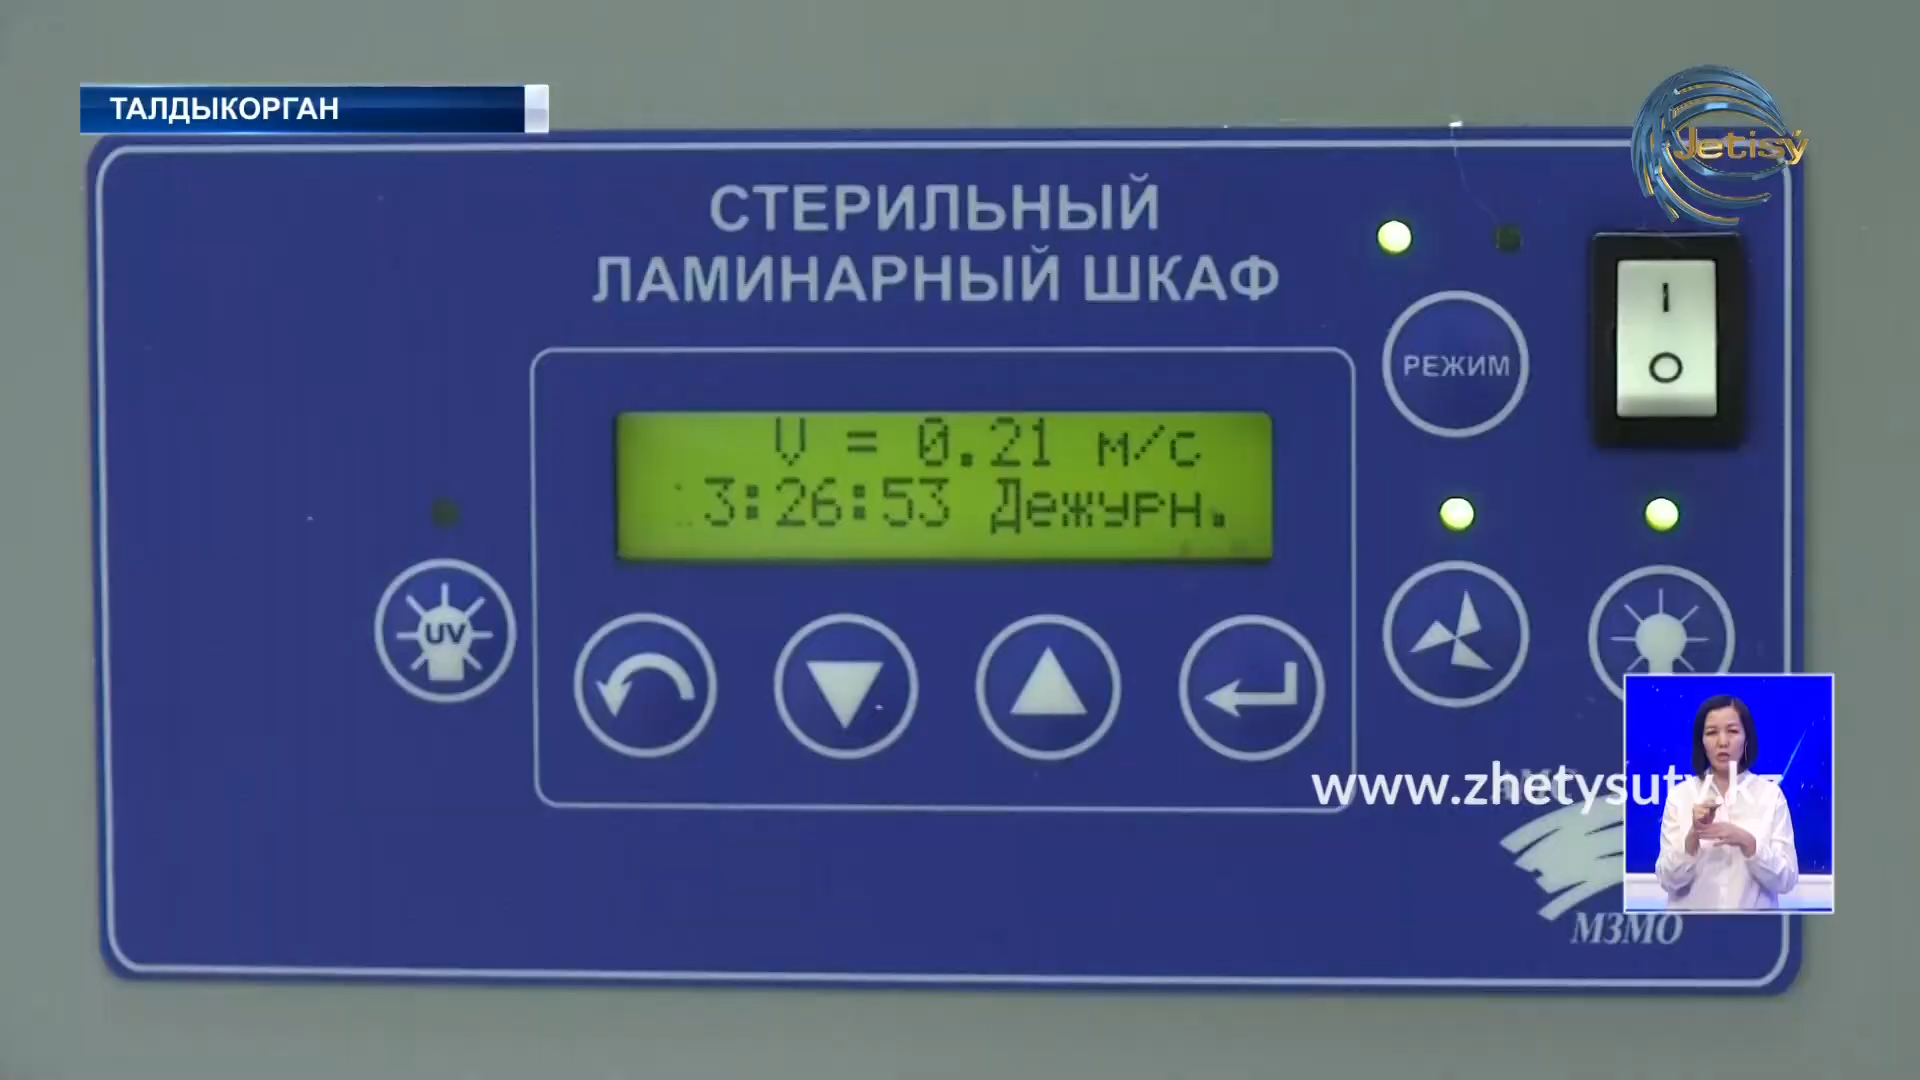 ТАЛДЫКОРГАН
Jetisý
СТЕРИЛЬНЫЙ
ЛАМИНАРНЫЙ ШКАФ
I
O
РЕЖИМ
V = 0.21 м/с
3:26:53 Дежурн.
UV
www.zhetysutv.kz
МЗМО